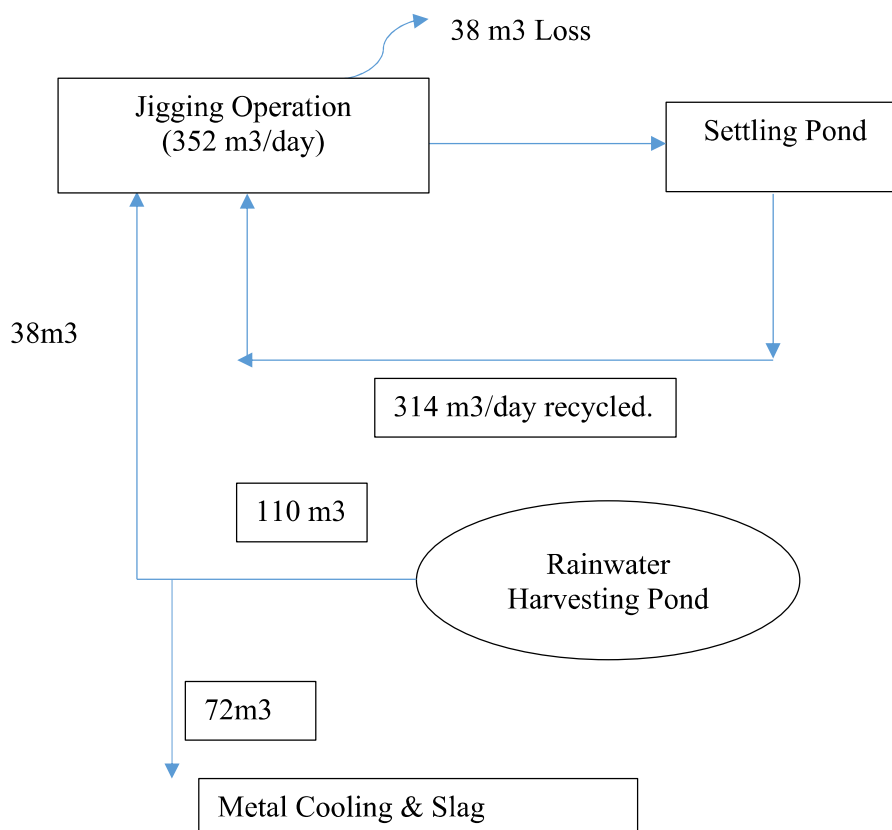 38 m3 Loss
Jigging Operation
(352 m3/day)
Settling Pond
38m3
314 m3/day recycled.
110 m3
Rainwater
Harvesting Pond
72m3
Metal Cooling & Slag